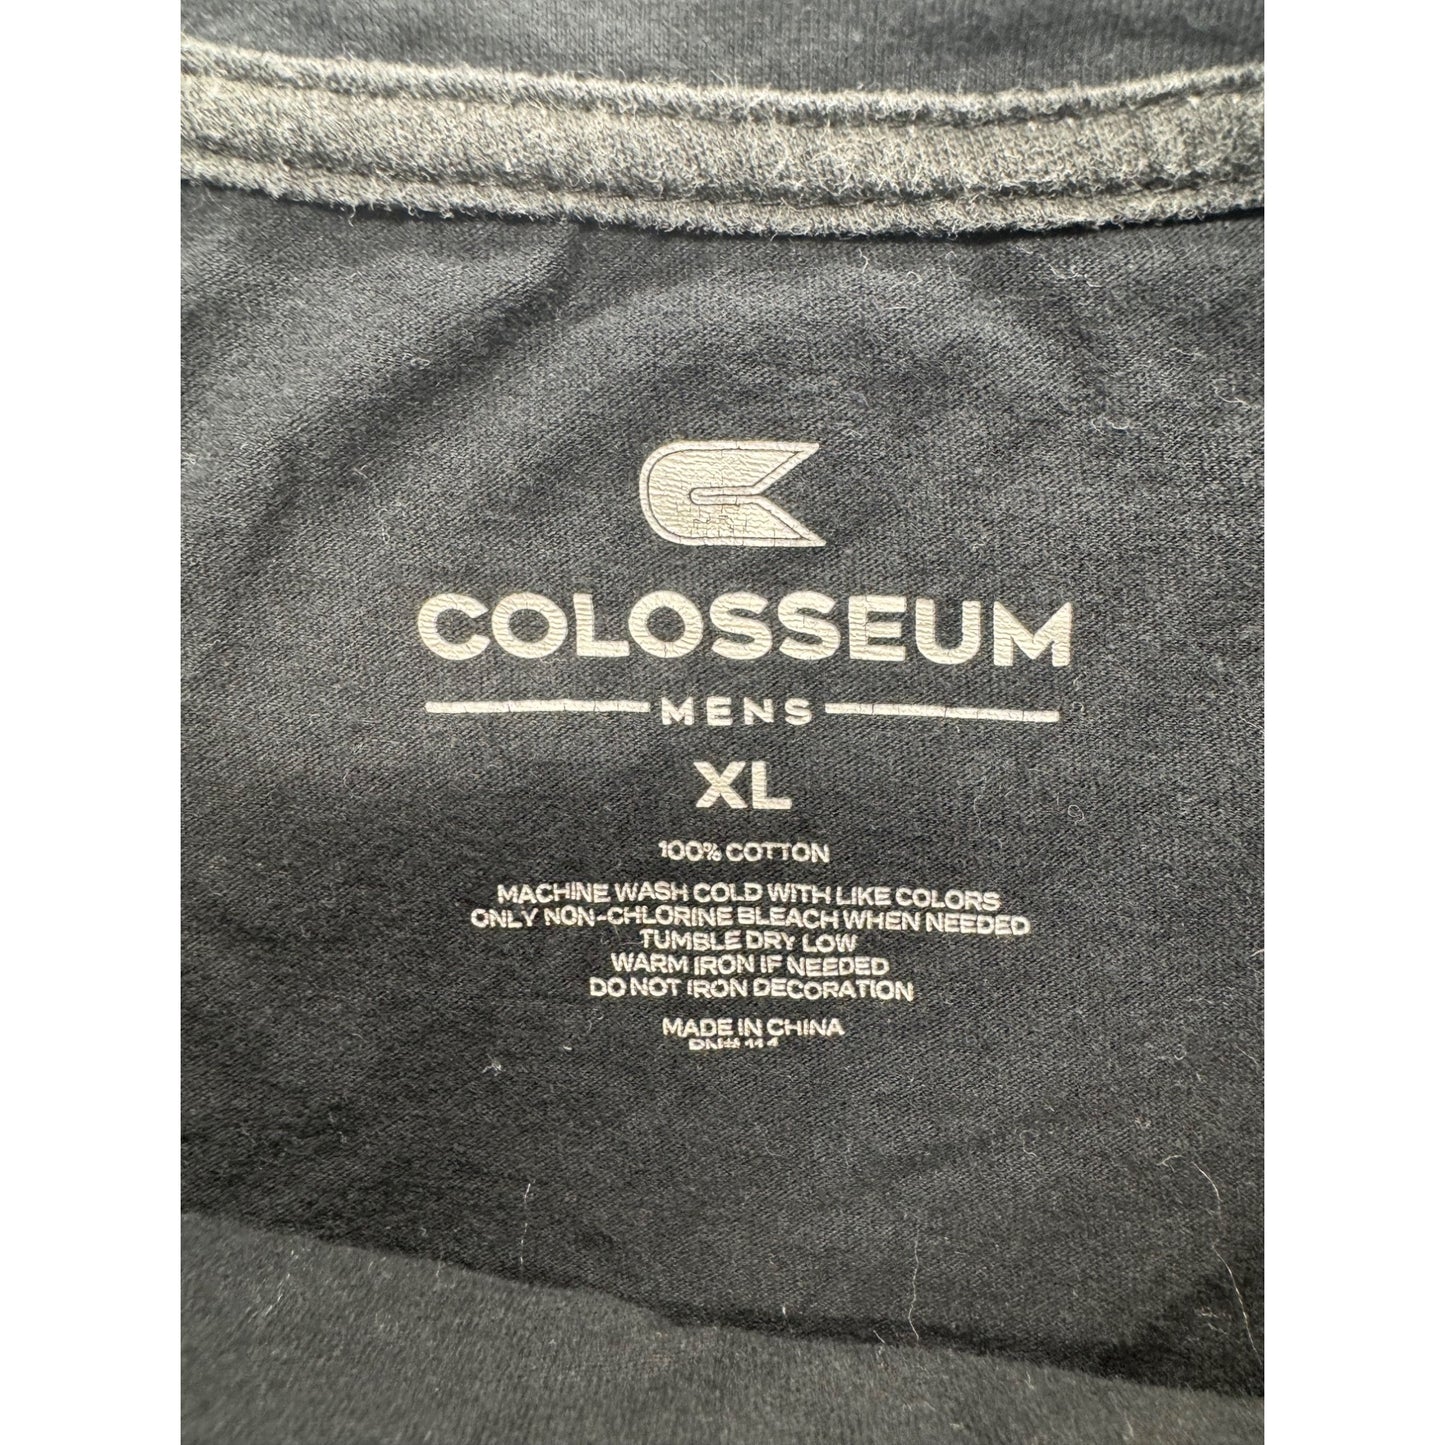 COLOSSEUM
MENS
XL
100% COTTON
MACHINE WASH COLD WITH LIKE COLORS
ONLY NON-CHLORINE BLEACH WHEN NEEDED
TUMBLE DRY LOW
WARM IRON IF NEEDED
DO NOT IRON DECORATION
MADE IN CHINA